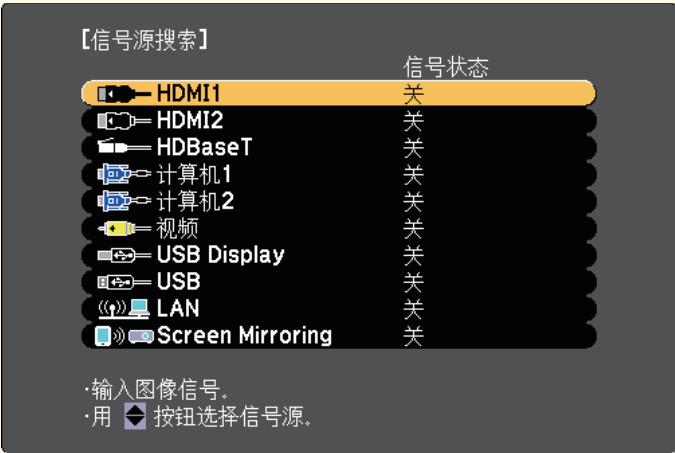 【信号源搜索】
信号状态
HDMI1 关
HDMI2 关
HDBaseT 关
计算机1 关
计算机2 关
视频 关
USB Display 关
USB 关
LAN 关
Screen Mirroring 关
·输入图像信号。
·用 按钮选择信号源。